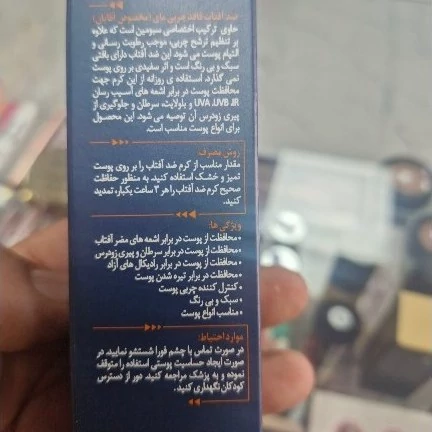 ضد آفتاب فاقد چربی مای (مخصوص آقایان)
حاوی ترکیب اختصاصی سبومین است که علاوه
بر تنظیم ترشح چربی، موجب رطوبت رسانی و
التیام پوست می شود. این ضد آفتاب دارای بافتی
سبک و بی رنگ است و اثر سفیدی بر روی پوست
نمی گذارد. استفاده ی روزانه از این کرم جهت
محافظت پوست در برابر اشعه های آسیب رسان
UVA ،UVB ،IR و بلولایت، سرطان و جلوگیری از
پیری زودرس آن توصیه می شود. این محصول
برای انواع پوست مناسب است.
روش مصرف:
مقدار مناسب از کرم ضد آفتاب را بر روی پوست
تمیز و خشک استفاده کنید. به منظور حفاظت
صحیح کرم ضد آفتاب را هر ۳ ساعت یکبار، تمدید
کنید.
ویژگی ها:
• محافظت از پوست در برابر اشعه های مضر آفتاب
• محافظت از پوست در برابر سرطان و پیری زودرس
• محافظت از پوست در برابر رادیکال های آزاد
• محافظت در برابر تیره شدن پوست
• کنترل کننده چربی پوست
• سبک و بی رنگ
• مناسب انواع پوست
موارد احتیاط:
در صورت تماس با چشم فورا شستشو نمایید. در
صورت ایجاد حساسیت پوستی استفاده را متوقف
نموده و به پزشک مراجعه کنید. دور از دسترس
کودکان نگهداری کنید.